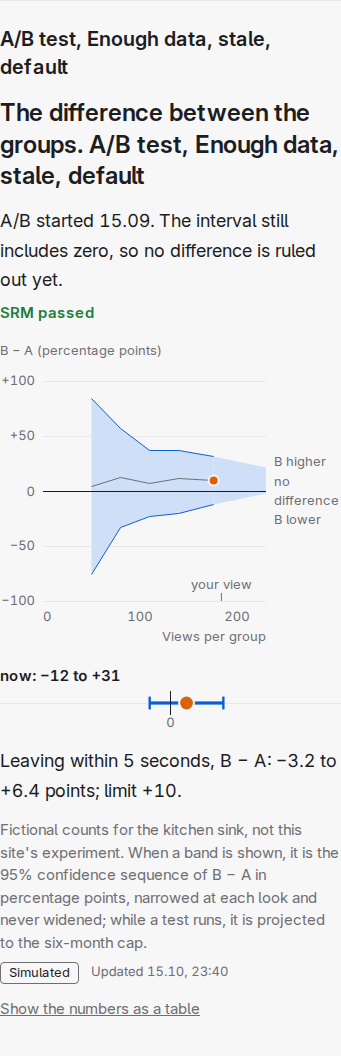 A/B test, Enough data, stale,
default
The difference between the
groups. A/B test, Enough data,
stale, default
A/B started 15.09. The interval still
includes zero, so no difference is ruled
out yet.
SRM passed
B − A (percentage points)
+100
+50
0
−50
−100
B higher
no
difference
B lower
your view
0
100
200
Views per group
now: −12 to +31
0
Leaving within 5 seconds, B − A: −3.2 to
+6.4 points; limit +10.
Fictional counts for the kitchen sink, not this
site's experiment. When a band is shown, it is the
95% confidence sequence of B − A in
percentage points, narrowed at each look and
never widened; while a test runs, it is projected
to the six-month cap.
Simulated Updated 15.10, 23:40
Show the numbers as a table